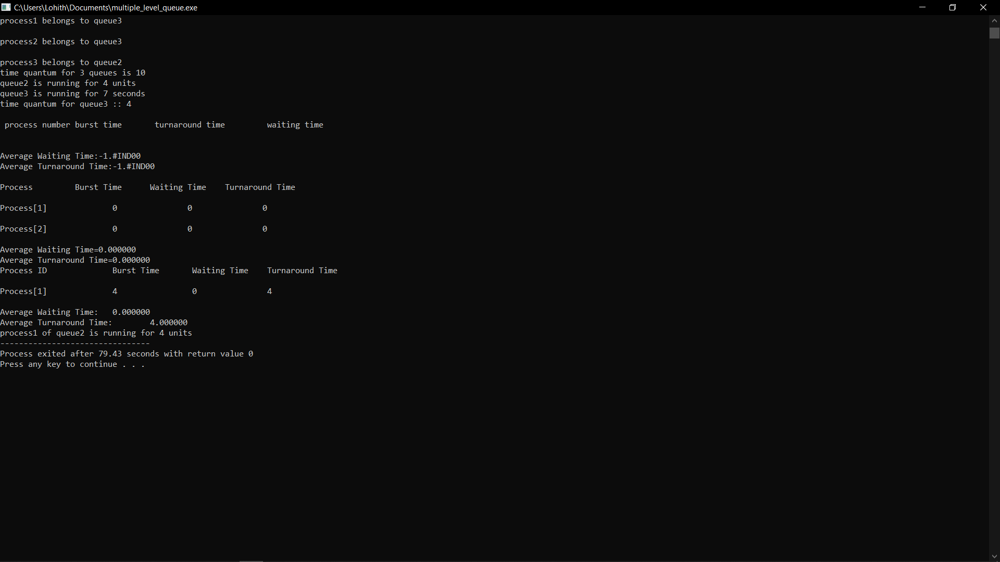 C:\Users\Lohith\Documents\multiple_level_queue.exe
process1 belongs to queue3
process2 belongs to queue3
process3 belongs to queue2
time quantum for 3 queues is 10
queue2 is running for 4 units
queue3 is running for 7 seconds
time quantum for queue3 :: 4
process number burst time turnaround time waiting time
Average Waiting Time:-1.#IND00
Average Turnaround Time:-1.#IND00
Process Burst Time Waiting Time Turnaround Time
Process[1] 0 0 0
Process[2] 0 0 0
Average Waiting Time=0.000000
Average Turnaround Time=0.000000
Process ID Burst Time Waiting Time Turnaround Time
Process[1] 4 0 4
Average Waiting Time: 0.000000
Average Turnaround Time: 4.000000
process1 of queue2 is running for 4 units
--------------------------------
Process exited after 79.43 seconds with return value 0
Press any key to continue . . .